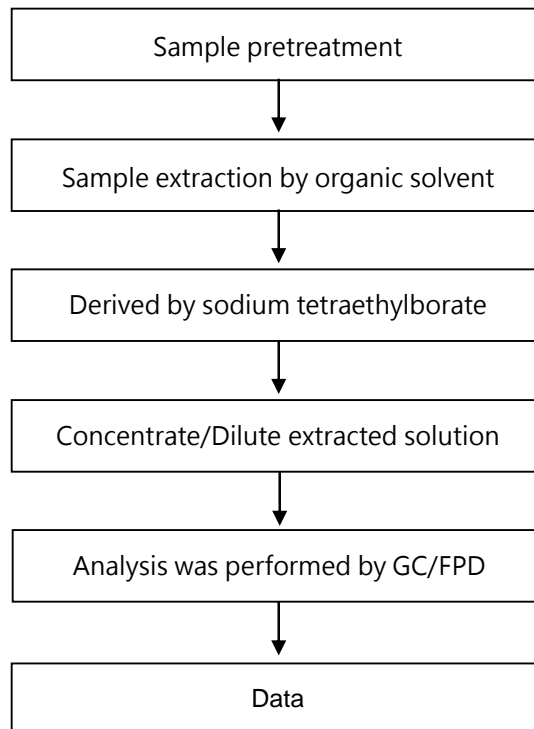 Sample pretreatment
Sample extraction by organic solvent
Derived by sodium tetraethylborate
Concentrate/Dilute extracted solution
Analysis was performed by GC/FPD
Data